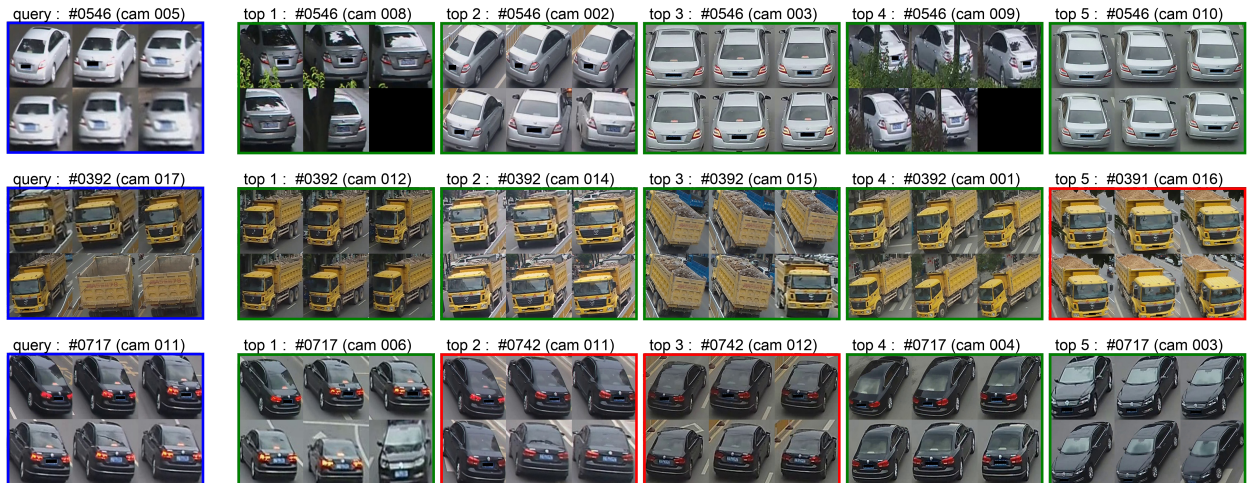 query : #0546 (cam 005) top 1 : #0546 (cam 008) top 2 : #0546 (cam 002) top 3 : #0546 (cam 003) top 4 : #0546 (cam 009) top 5 : #0546 (cam 010)
query : #0392 (cam 017) top 1 : #0392 (cam 012) top 2 : #0392 (cam 014) top 3 : #0392 (cam 015) top 4 : #0392 (cam 001) top 5 : #0391 (cam 016)
query : #0717 (cam 011) top 1 : #0717 (cam 006) top 2 : #0742 (cam 011) top 3 : #0742 (cam 012) top 4 : #0717 (cam 004) top 5 : #0717 (cam 003)